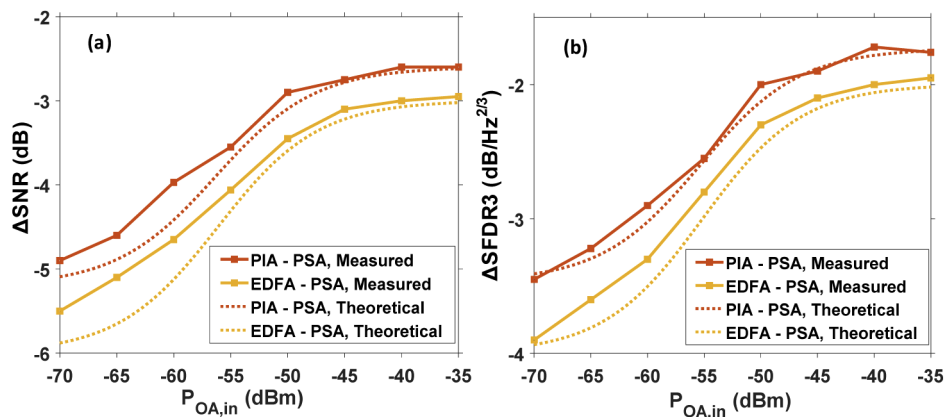 (a)
ΔSNR (dB)
-2
-3
-4
-5
-6
PIA - PSA, Measured
EDFA - PSA, Measured
PIA - PSA, Theoretical
EDFA - PSA, Theoretical
-70 -65 -60 -55 -50 -45 -40 -35
P_OA,in (dBm)
(b)
ΔSFDR3 (dB/Hz^2/3)
-2
-3
-4
PIA - PSA, Measured
EDFA - PSA, Measured
PIA - PSA, Theoretical
EDFA - PSA, Theoretical
-70 -65 -60 -55 -50 -45 -40 -35
P_OA,in (dBm)